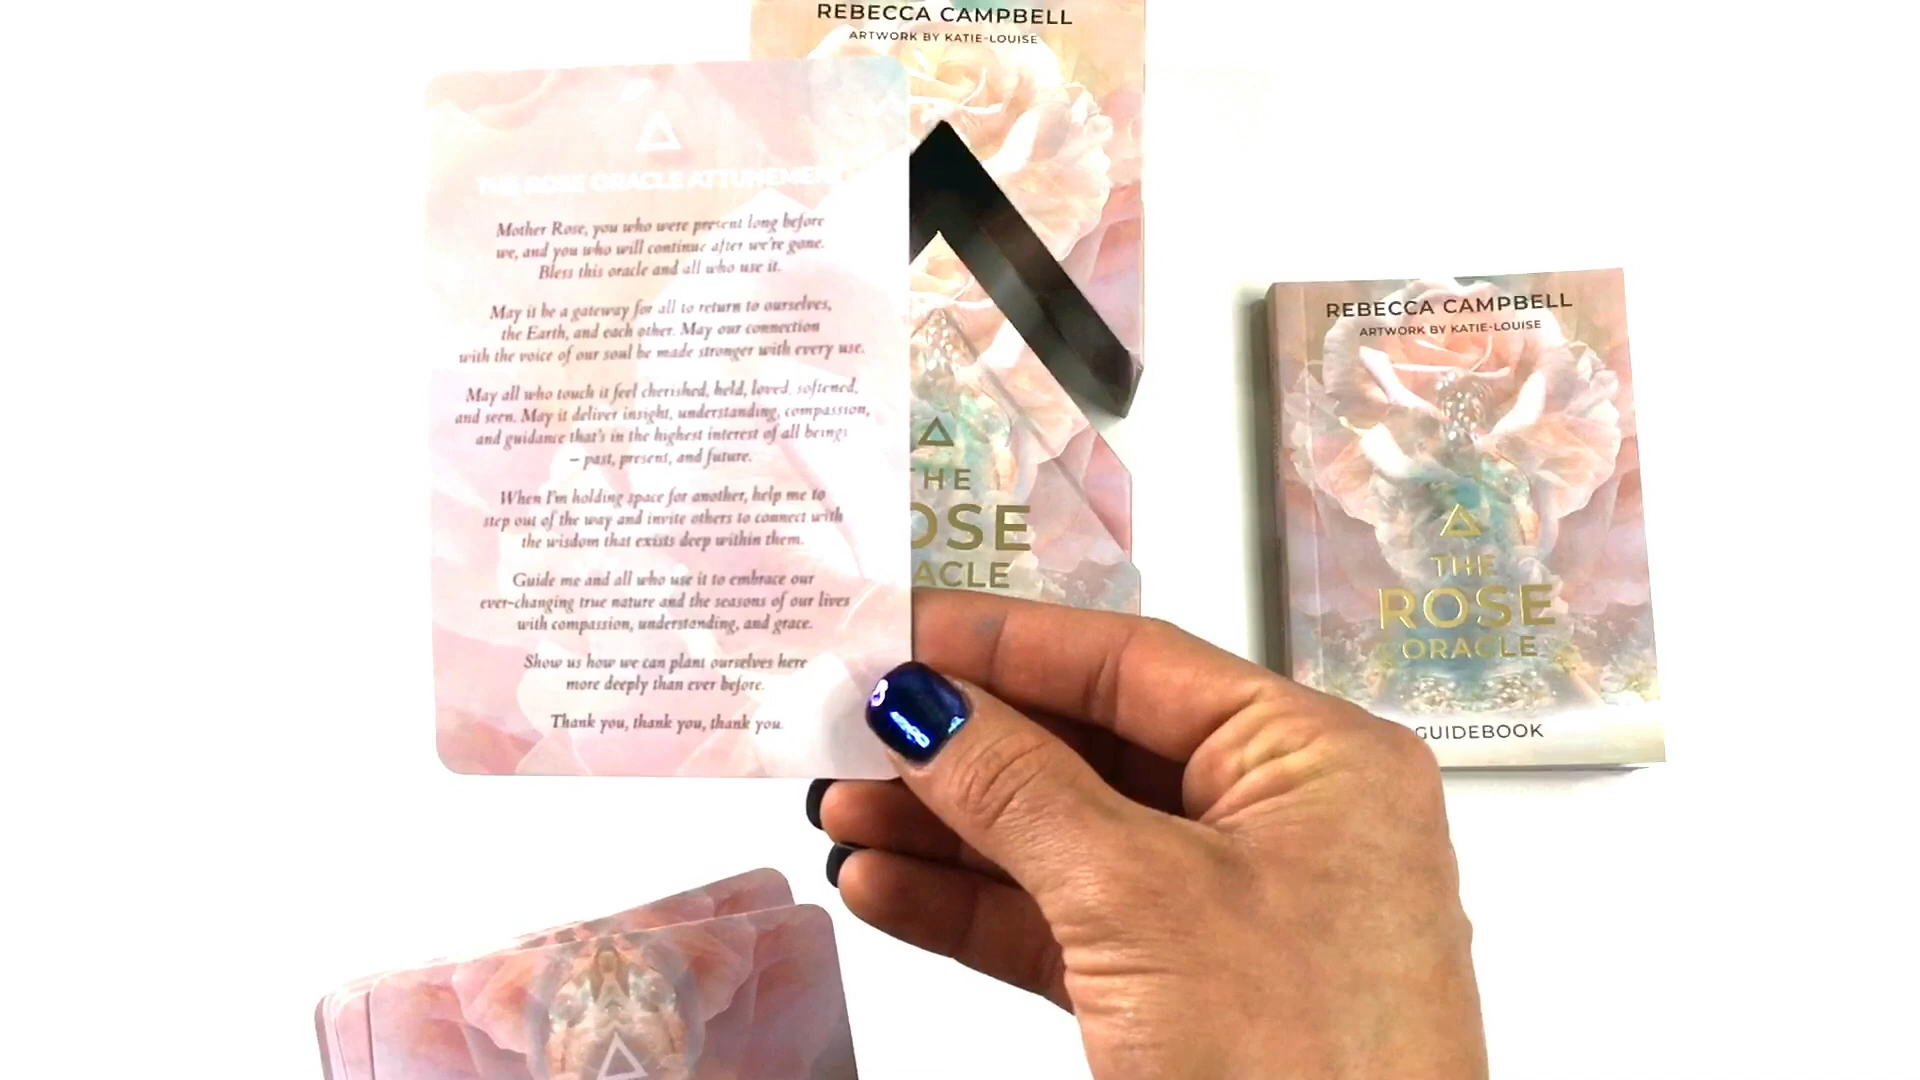 REBECCA CAMPBELL
ARTWORK BY KATIE-LOUISE
THE ROSE ORACLE ATTUNEMENT
Mother Rose, you who were present long before
we, and you who will continue after we're gone.
Bless this oracle and all who use it.
May it be a gateway for all to return to ourselves,
the Earth, and each other. May our connection
with the voice of our soul be made stronger with every use.
May all who touch it feel cherished, held, loved, softened,
and seen. May it deliver insight, understanding, compassion,
and guidance that's in the highest interest of all beings
– past, present, and future.
When I'm holding space for another, help me to
step out of the way and invite others to connect with
the wisdom that exists deep within them.
Guide me and all who use it to embrace our
ever-changing true nature and the seasons of our lives
with compassion, understanding, and grace.
Show us how we can plant ourselves here
more deeply than ever before.
Thank you, thank you, thank you.
THE
OSE
ACLE
REBECCA CAMPBELL
ARTWORK BY KATIE-LOUISE
THE
ROSE
ORACLE
GUIDEBOOK